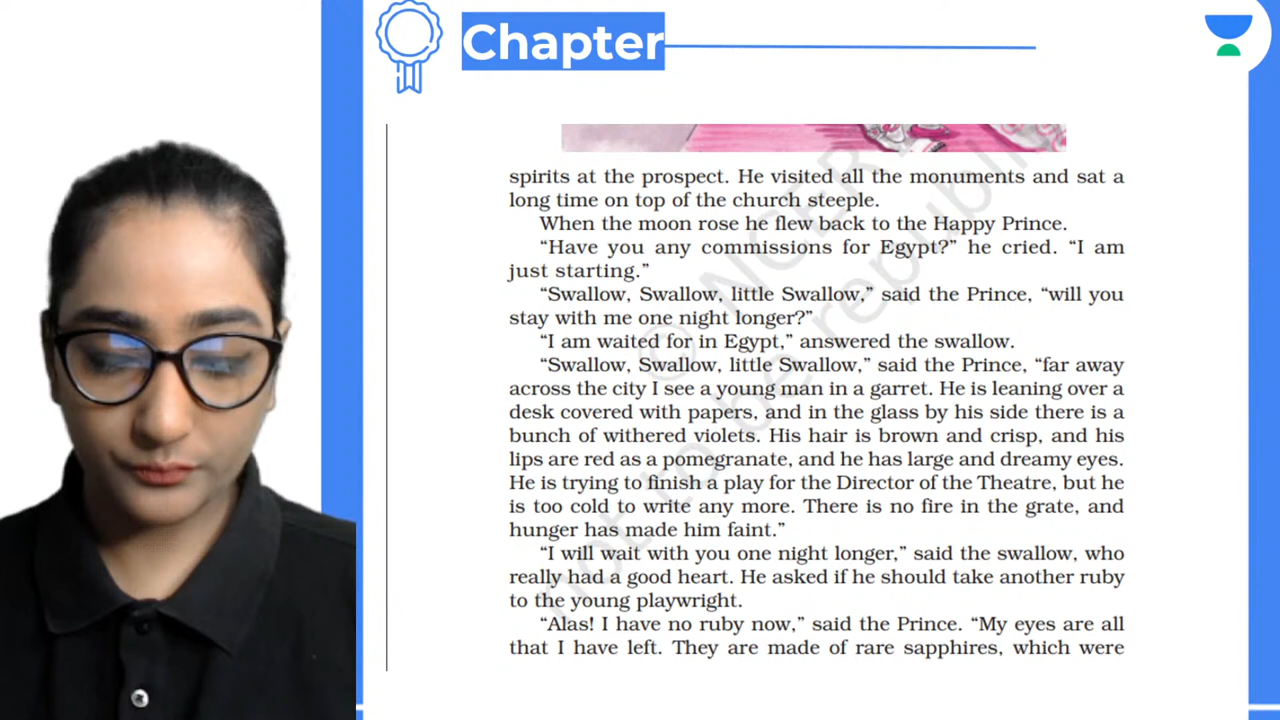 Chapter
spirits at the prospect. He visited all the monuments and sat a
long time on top of the church steeple.
When the moon rose he flew back to the Happy Prince.
“Have you any commissions for Egypt?” he cried. “I am
just starting.”
“Swallow, Swallow, little Swallow,” said the Prince, “will you
stay with me one night longer?”
“I am waited for in Egypt,” answered the swallow.
“Swallow, Swallow, little Swallow,” said the Prince, “far away
across the city I see a young man in a garret. He is leaning over a
desk covered with papers, and in the glass by his side there is a
bunch of withered violets. His hair is brown and crisp, and his
lips are red as a pomegranate, and he has large and dreamy eyes.
He is trying to finish a play for the Director of the Theatre, but he
is too cold to write any more. There is no fire in the grate, and
hunger has made him faint.”
“I will wait with you one night longer,” said the swallow, who
really had a good heart. He asked if he should take another ruby
to the young playwright.
“Alas! I have no ruby now,” said the Prince. “My eyes are all
that I have left. They are made of rare sapphires, which were
© NCER
not to be republi